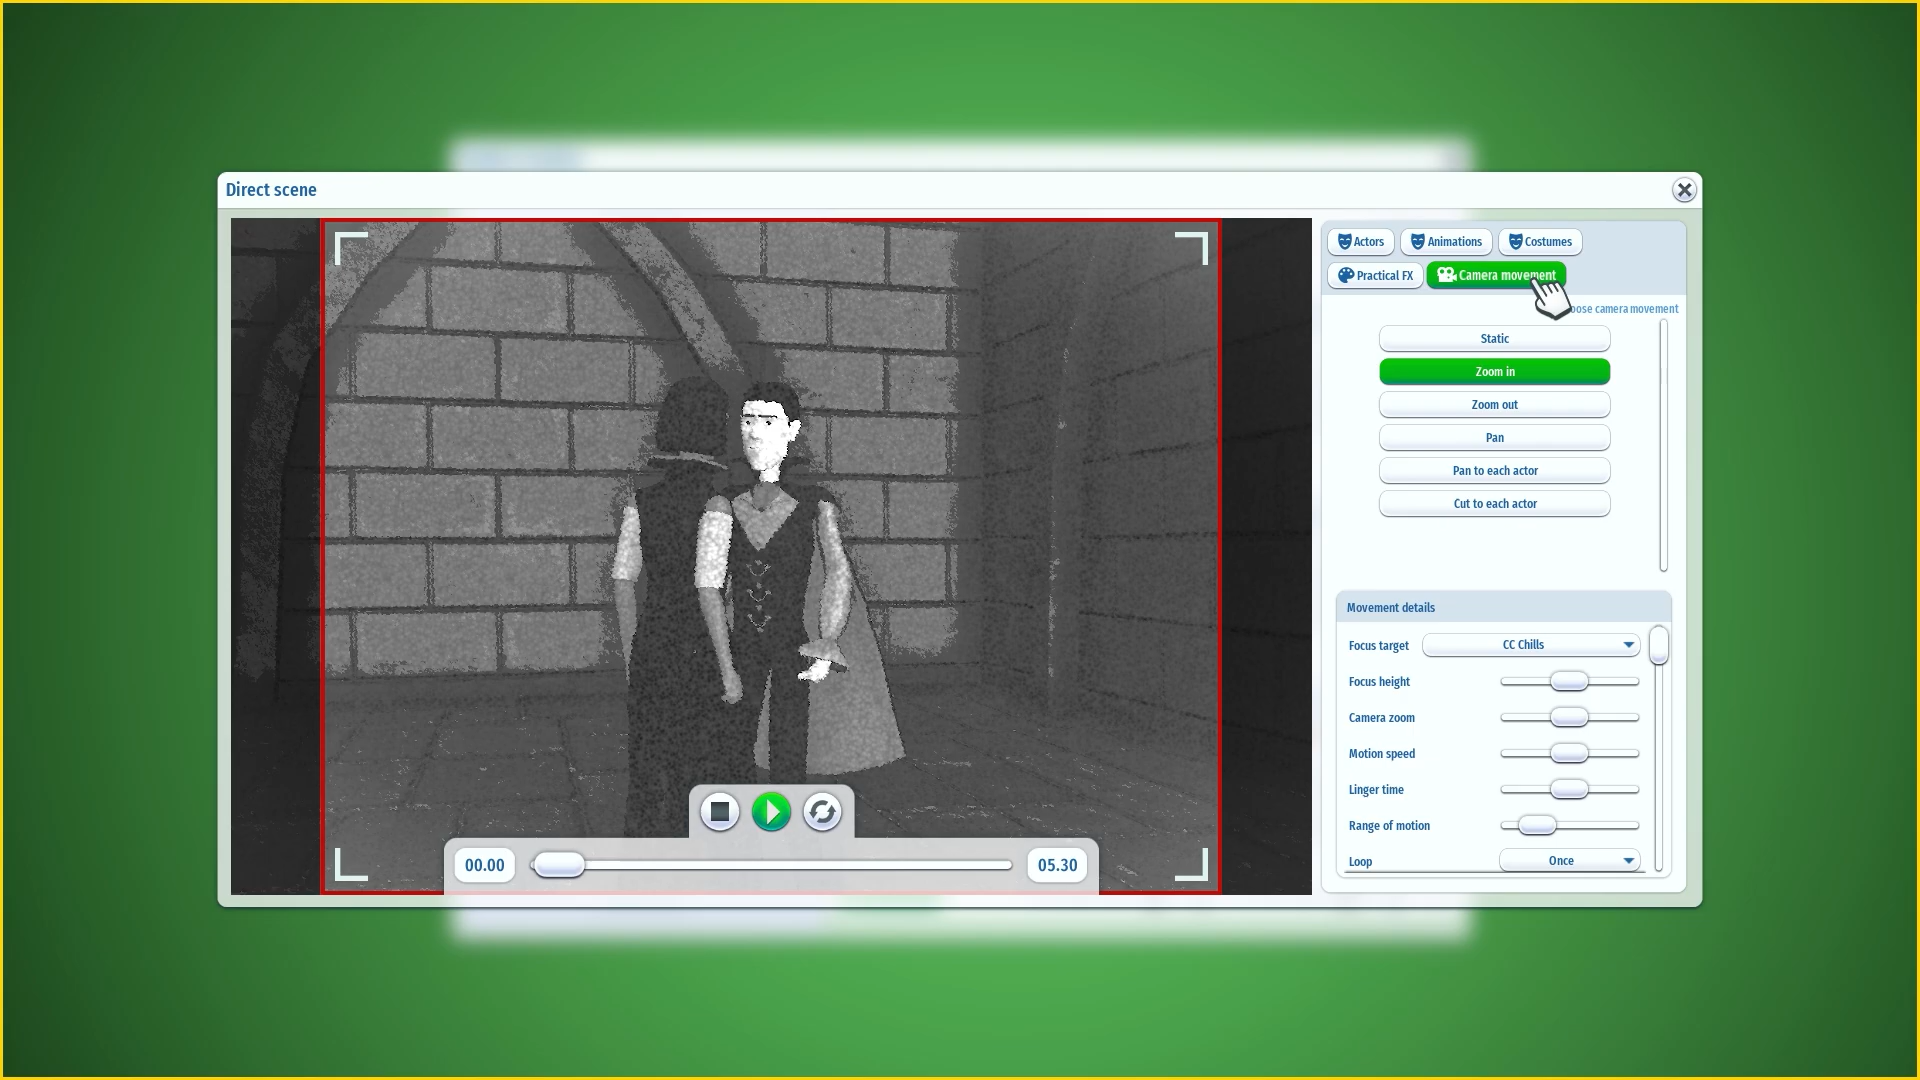 Direct scene
Actors
Animations
Costumes
Practical FX
Camera movement
camera movement
Static
Zoom in
Zoom out
Pan
Pan to each actor
Cut to each actor
Movement details
Focus target
CC Chills
Focus height
Camera zoom
Motion speed
Linger time
Range of motion
Loop
Once
00.00
05.30